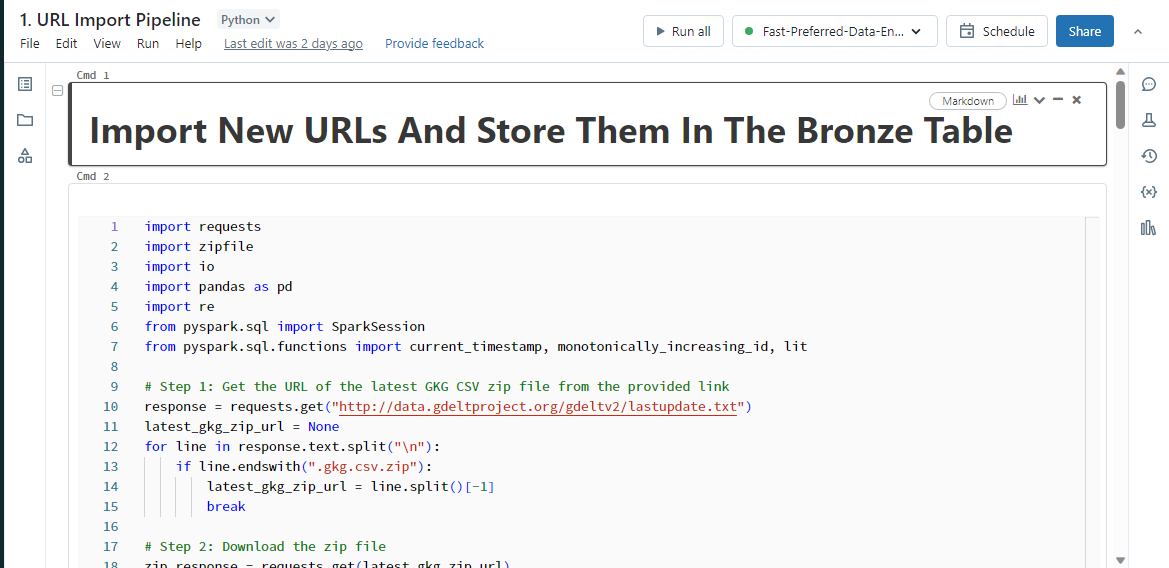 1. URL Import Pipeline Python
File Edit View Run Help Last edit was 2 days ago Provide feedback
Run all Fast-Preferred-Data-En... Schedule Share
Cmd 1
Markdown
Import New URLs And Store Them In The Bronze Table
Cmd 2
1 import requests
2 import zipfile
3 import io
4 import pandas as pd
5 import re
6 from pyspark.sql import SparkSession
7 from pyspark.sql.functions import current_timestamp, monotonically_increasing_id, lit
8
9 # Step 1: Get the URL of the latest GKG CSV zip file from the provided link
10 response = requests.get("http://data.gdeltproject.org/gdeltv2/lastupdate.txt")
11 latest_gkg_zip_url = None
12 for line in response.text.split("\n"):
13 if line.endswith(".gkg.csv.zip"):
14 latest_gkg_zip_url = line.split()[-1]
15 break
16
17 # Step 2: Download the zip file
18 zip_response = requests.get(latest_gkg_zip_url)